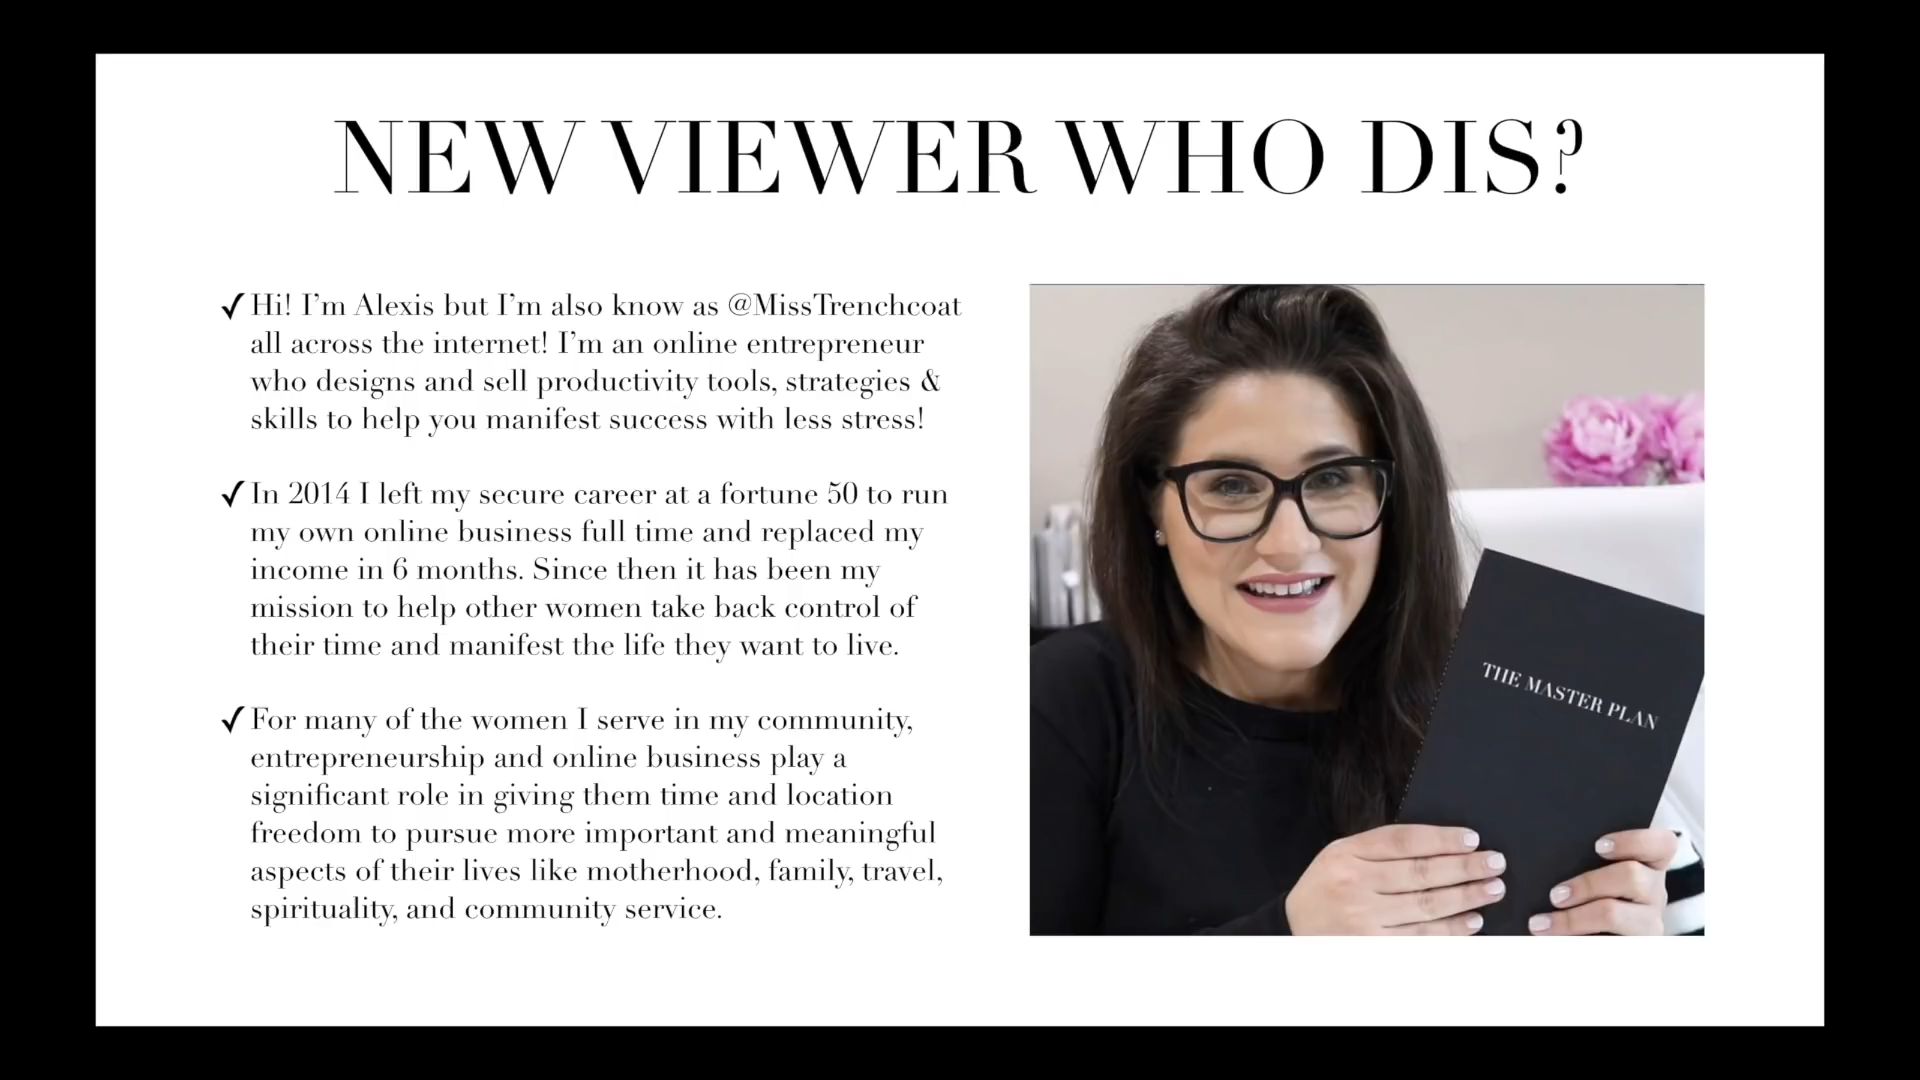 NEW VIEWER WHO DIS?
✓Hi! I'm Alexis but I'm also know as @MissTrenchcoat
all across the internet! I'm an online entrepreneur
who designs and sell productivity tools, strategies &
skills to help you manifest success with less stress!
✓In 2014 I left my secure career at a fortune 50 to run
my own online business full time and replaced my
income in 6 months. Since then it has been my
mission to help other women take back control of
their time and manifest the life they want to live.
✓For many of the women I serve in my community,
entrepreneurship and online business play a
significant role in giving them time and location
freedom to pursue more important and meaningful
aspects of their lives like motherhood, family, travel,
spirituality, and community service.
THE MASTER PLAN